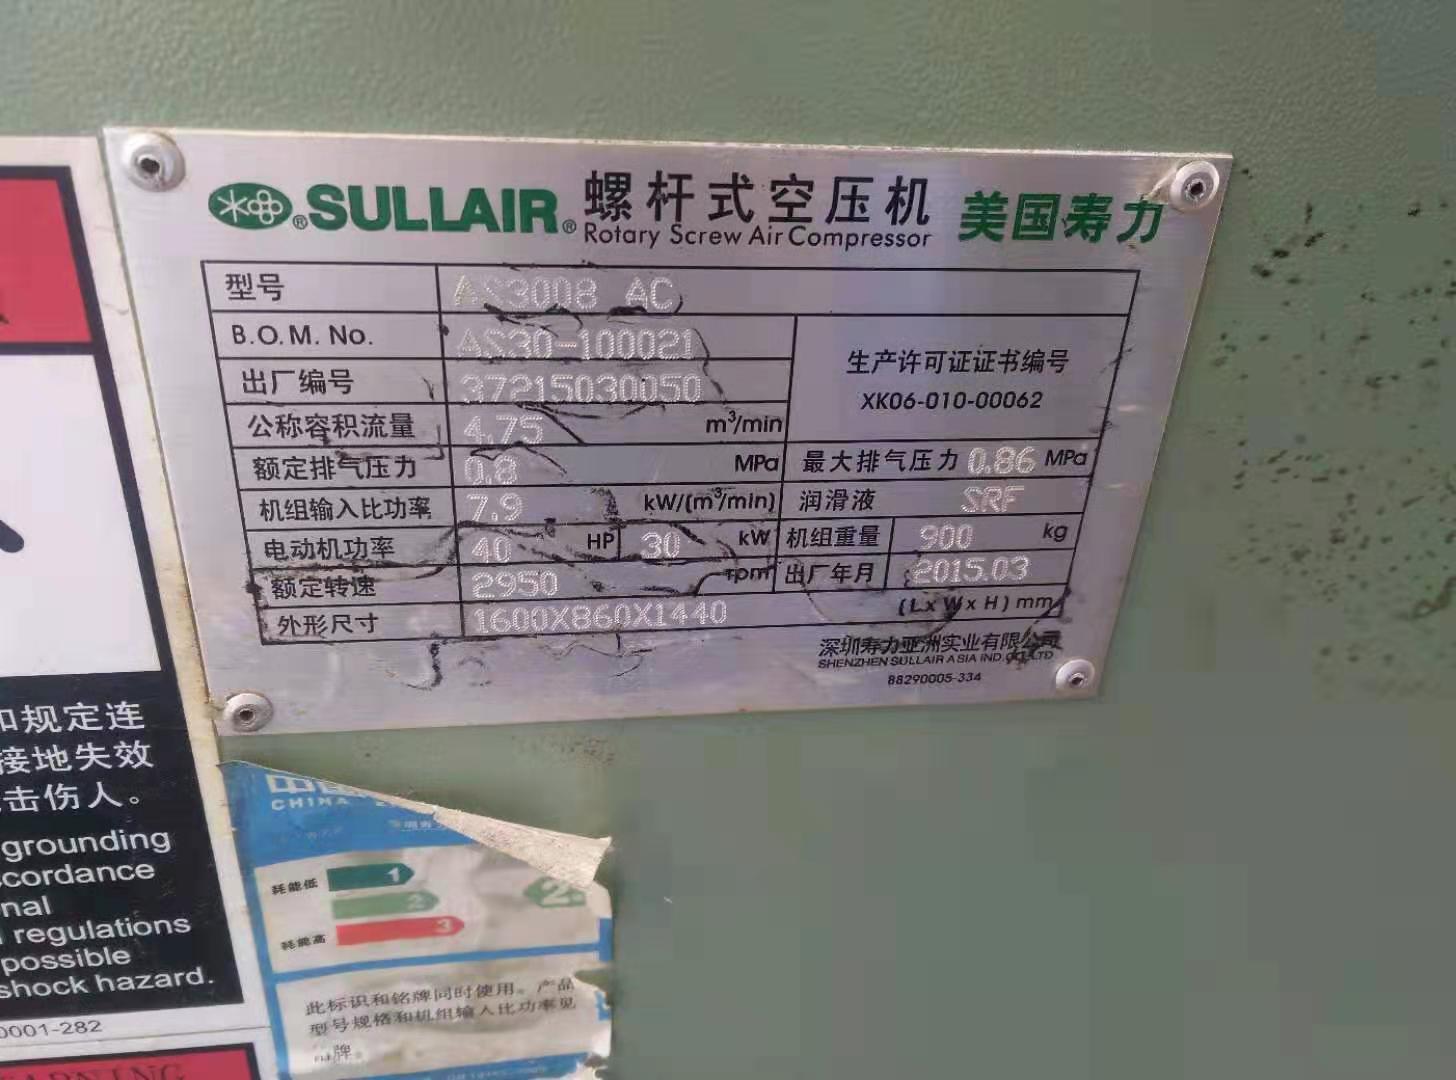 SULLAIR® 螺杆式空压机 美国寿力
Rotary Screw Air Compressor
型号 AS3008 AC
B.O.M. No. AS30-100021
生产许可证证书编号
XK06-010-00062
出厂编号 37215030050
公称容积流量 4.75 m³/min
额定排气压力 0.8 MPa 最大排气压力 0.86 MPa
机组输入比功率 7.9 kW/(m³/min) 润滑液 SRF
电动机功率 40 HP 30 kW 机组重量 900 kg
额定转速 2950 rpm 出厂年月 2015.03
外形尺寸 1600X860X1440 (L x W x H) mm
深圳寿力亚洲实业有限公司
SHENZHEN SULLAIR ASIA IND. CO., LTD
88290005-334
和规定连
接地失效
击伤人。
grounding
ccordance
nal
regulations
possible
shock hazard.
0001-282
WARNING
CHINA
耗能低 1
2
3
耗能高
2
此标识和铭牌同时使用。产品
型号规格和机组输入比功率见
牌。